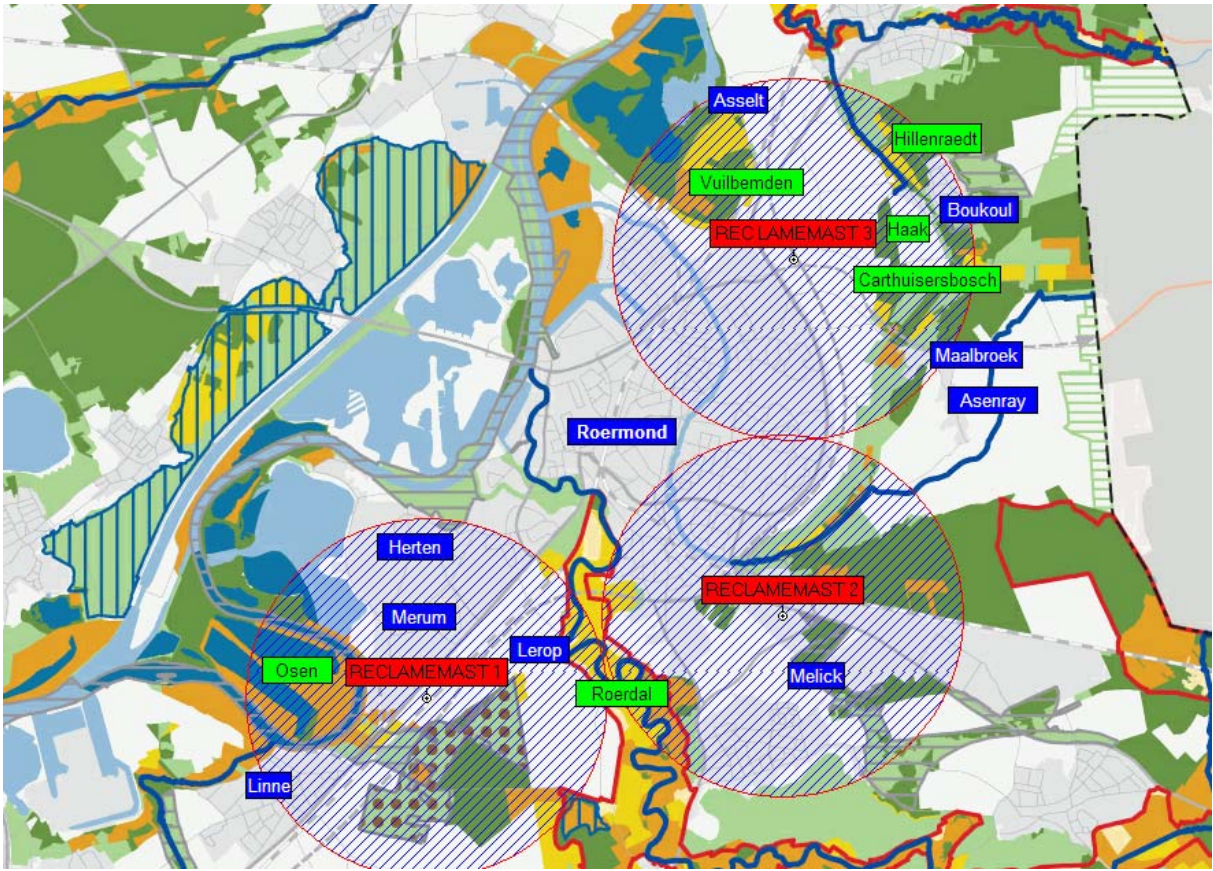 Asselt
Hillenraedt
Vuilbemden
Boukoul
Haak
RECLAMEMAST 3
Carthuisersbosch
Maalbroek
Asenray
Roermond
Herten
RECLAMEMAST 2
Merum
Lerop
Osen
RECLAMEMAST 1
Melick
Roerdal
Linne